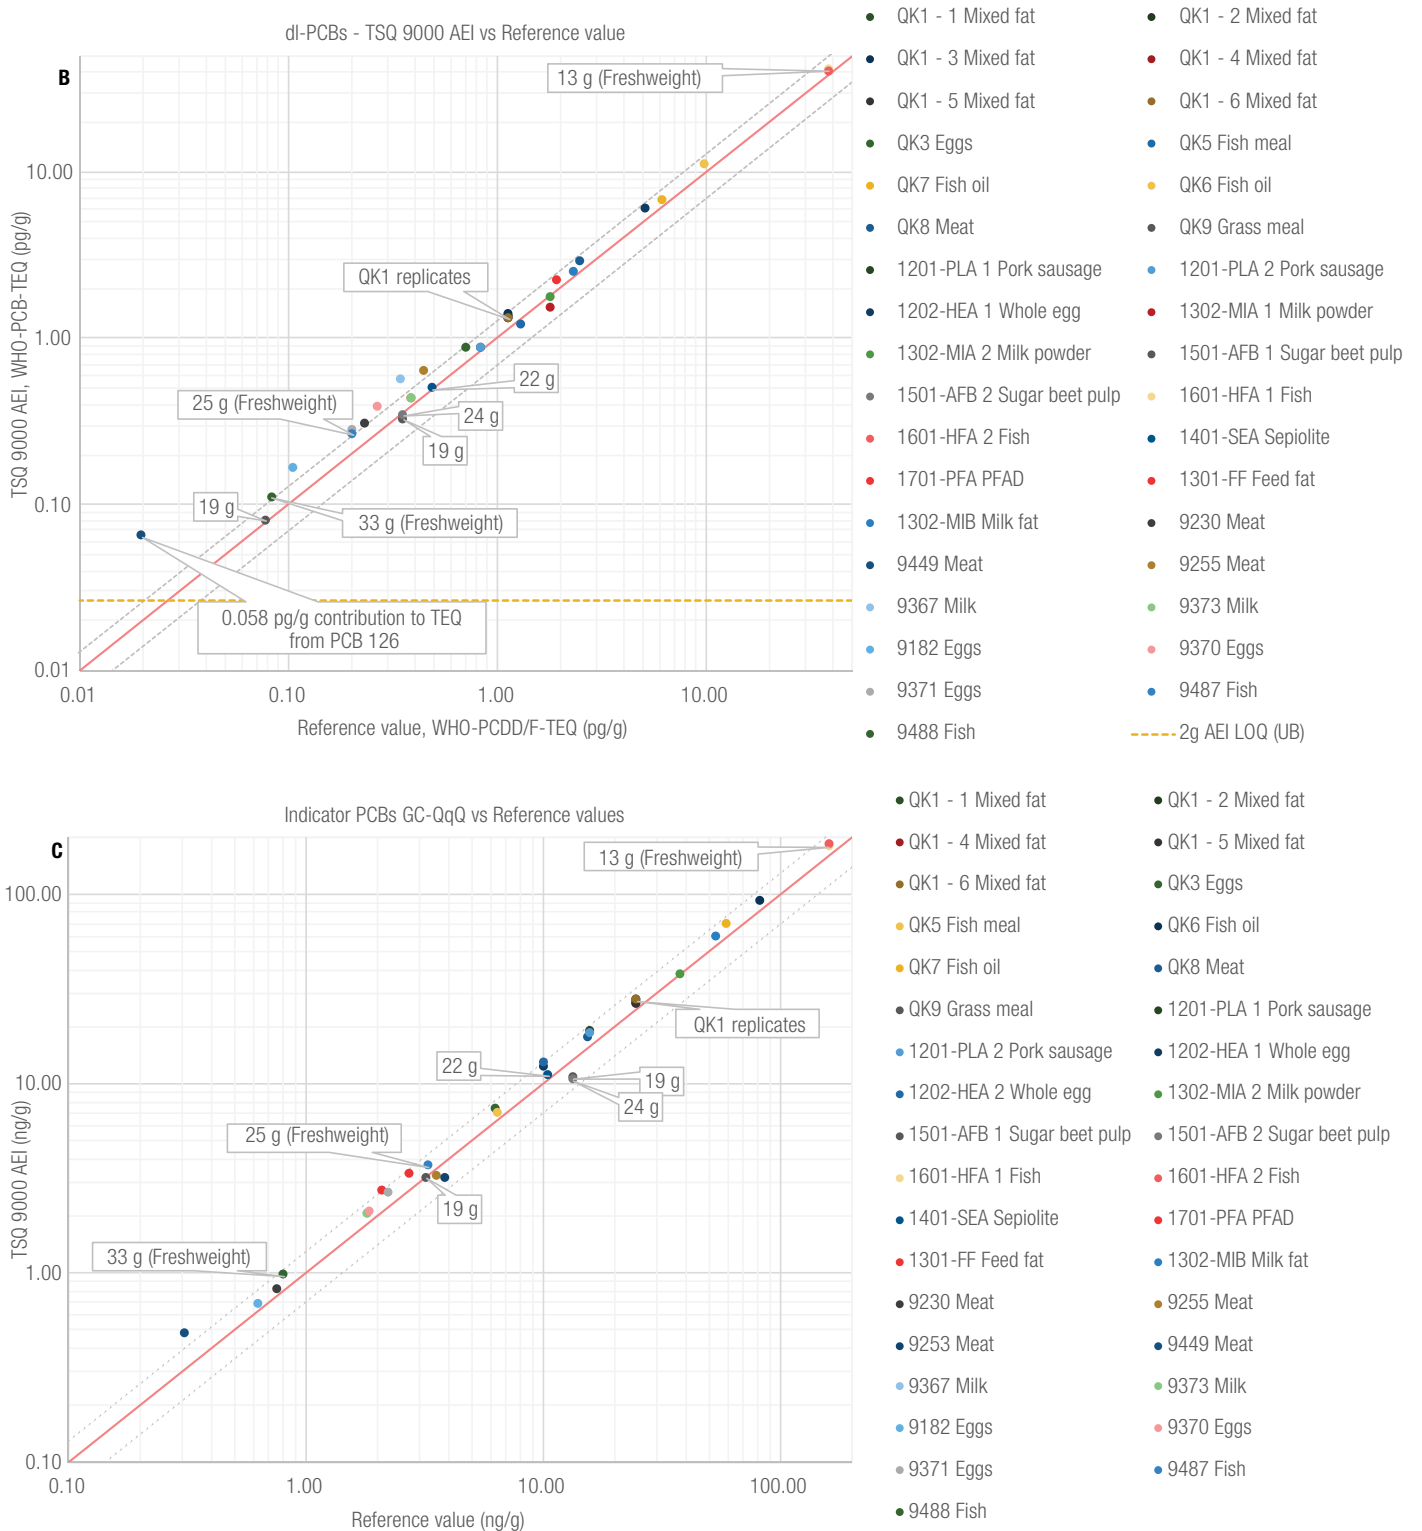 dl-PCBs - TSQ 9000 AEI vs Reference value
B
TSQ 9000 AEI, WHO-PCB-TEQ (pg/g)
10.00
1.00
0.10
0.01
13 g (Freshweight)
QK1 replicates
22 g
25 g (Freshweight)
24 g
19 g
19 g
33 g (Freshweight)
0.058 pg/g contribution to TEQ
from PCB 126
0.01
0.10
1.00
10.00
Reference value, WHO-PCDD/F-TEQ (pg/g)
QK1 - 1 Mixed fat
QK1 - 2 Mixed fat
QK1 - 3 Mixed fat
QK1 - 4 Mixed fat
QK1 - 5 Mixed fat
QK1 - 6 Mixed fat
QK3 Eggs
QK5 Fish meal
QK7 Fish oil
QK6 Fish oil
QK8 Meat
QK9 Grass meal
1201-PLA 1 Pork sausage
1201-PLA 2 Pork sausage
1202-HEA 1 Whole egg
1302-MIA 1 Milk powder
1302-MIA 2 Milk powder
1501-AFB 1 Sugar beet pulp
1501-AFB 2 Sugar beet pulp
1601-HFA 1 Fish
1601-HFA 2 Fish
1401-SEA Sepiolite
1701-PFA PFAD
1301-FF Feed fat
1302-MIB Milk fat
9230 Meat
9449 Meat
9255 Meat
9367 Milk
9373 Milk
9182 Eggs
9370 Eggs
9371 Eggs
9487 Fish
9488 Fish
2g AEI LOQ (UB)
Indicator PCBs GC-QqQ vs Reference values
C
TSQ 9000 AEI (ng/g)
100.00
10.00
1.00
0.10
13 g (Freshweight)
QK1 replicates
22 g
19 g
24 g
25 g (Freshweight)
19 g
33 g (Freshweight)
0.10
1.00
10.00
100.00
Reference value (ng/g)
QK1 - 1 Mixed fat
QK1 - 2 Mixed fat
QK1 - 4 Mixed fat
QK1 - 5 Mixed fat
QK1 - 6 Mixed fat
QK3 Eggs
QK5 Fish meal
QK6 Fish oil
QK7 Fish oil
QK8 Meat
QK9 Grass meal
1201-PLA 1 Pork sausage
1201-PLA 2 Pork sausage
1202-HEA 1 Whole egg
1202-HEA 2 Whole egg
1302-MIA 2 Milk powder
1501-AFB 1 Sugar beet pulp
1501-AFB 2 Sugar beet pulp
1601-HFA 1 Fish
1601-HFA 2 Fish
1401-SEA Sepiolite
1701-PFA PFAD
1301-FF Feed fat
1302-MIB Milk fat
9230 Meat
9255 Meat
9253 Meat
9449 Meat
9367 Milk
9373 Milk
9182 Eggs
9370 Eggs
9371 Eggs
9487 Fish
9488 Fish